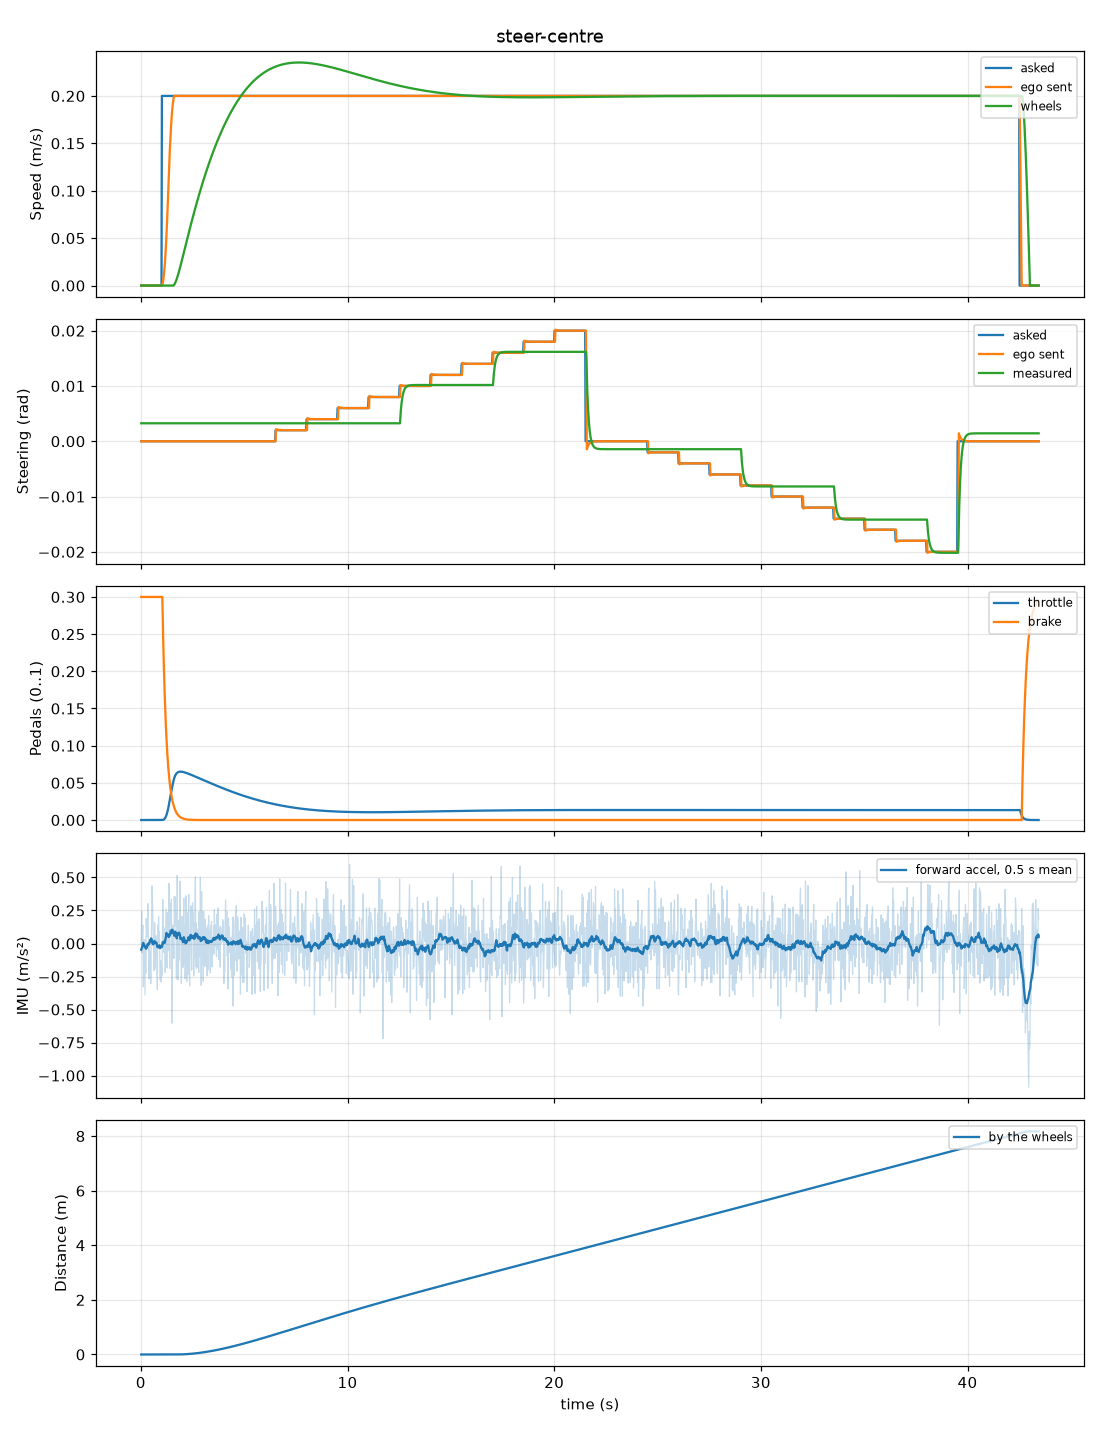 steer-centre
Speed (m/s)
0.20
0.15
0.10
0.05
0.00
asked
ego sent
wheels
Steering (rad)
0.02
0.01
0.00
−0.01
−0.02
asked
ego sent
measured
Pedals (0..1)
0.30
0.25
0.20
0.15
0.10
0.05
0.00
throttle
brake
IMU (m/s²)
0.50
0.25
0.00
−0.25
−0.50
−0.75
−1.00
forward accel, 0.5 s mean
Distance (m)
8
6
4
2
0
by the wheels
0 10 20 30 40
time (s)